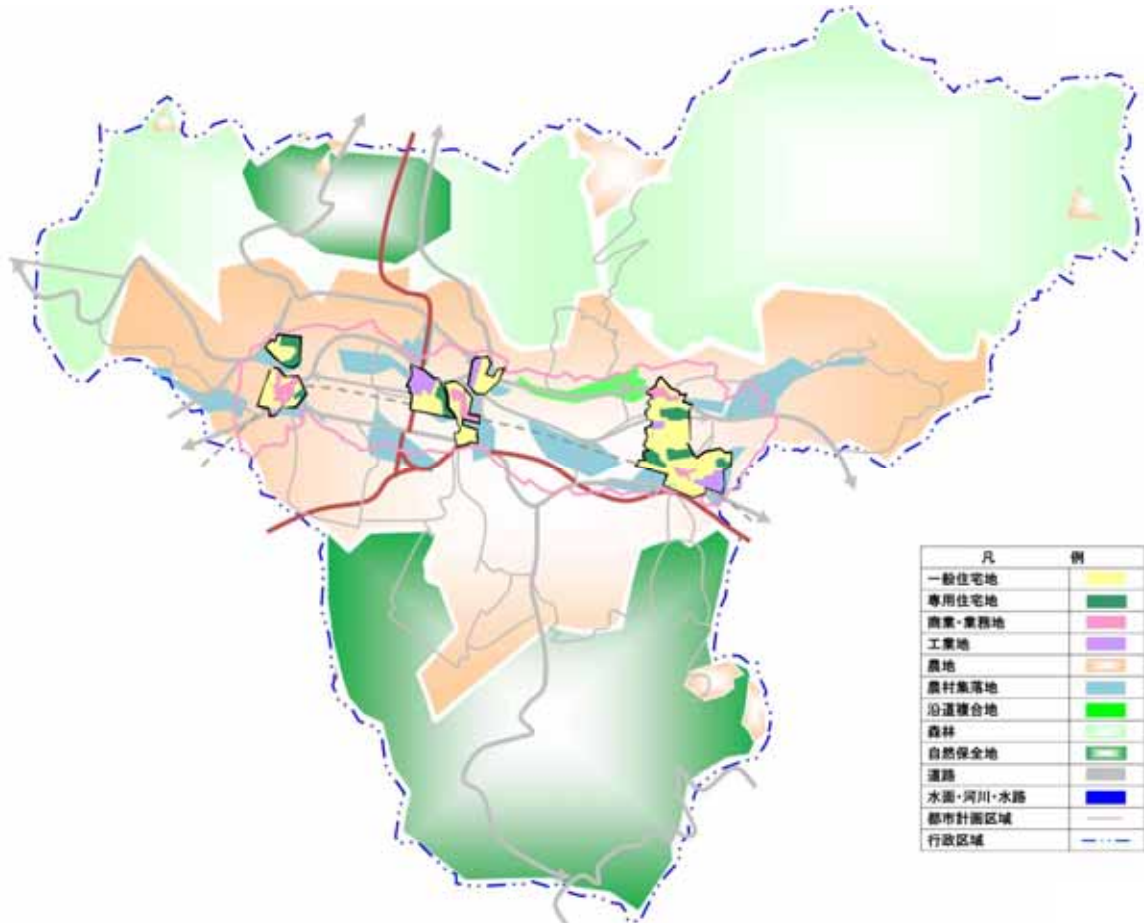 凡 例
一般住宅地
専用住宅地
商業・業務地
工業地
農地
農村集落地
沿道複合地
森林
自然保全地
道路
水面・河川・水路
都市計画区域
行政区域